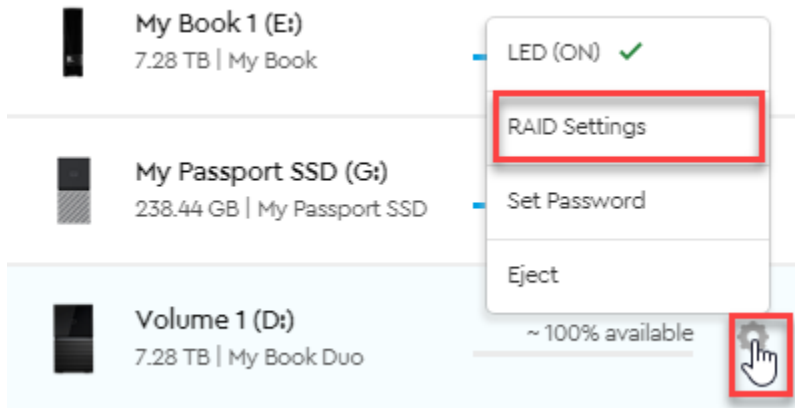 My Book 1 (E:)
7.28 TB | My Book
LED (ON)
RAID Settings
My Passport SSD (G:)
238.44 GB | My Passport SSD
Set Password
Eject
Volume 1 (D:)
7.28 TB | My Book Duo
~ 100% available